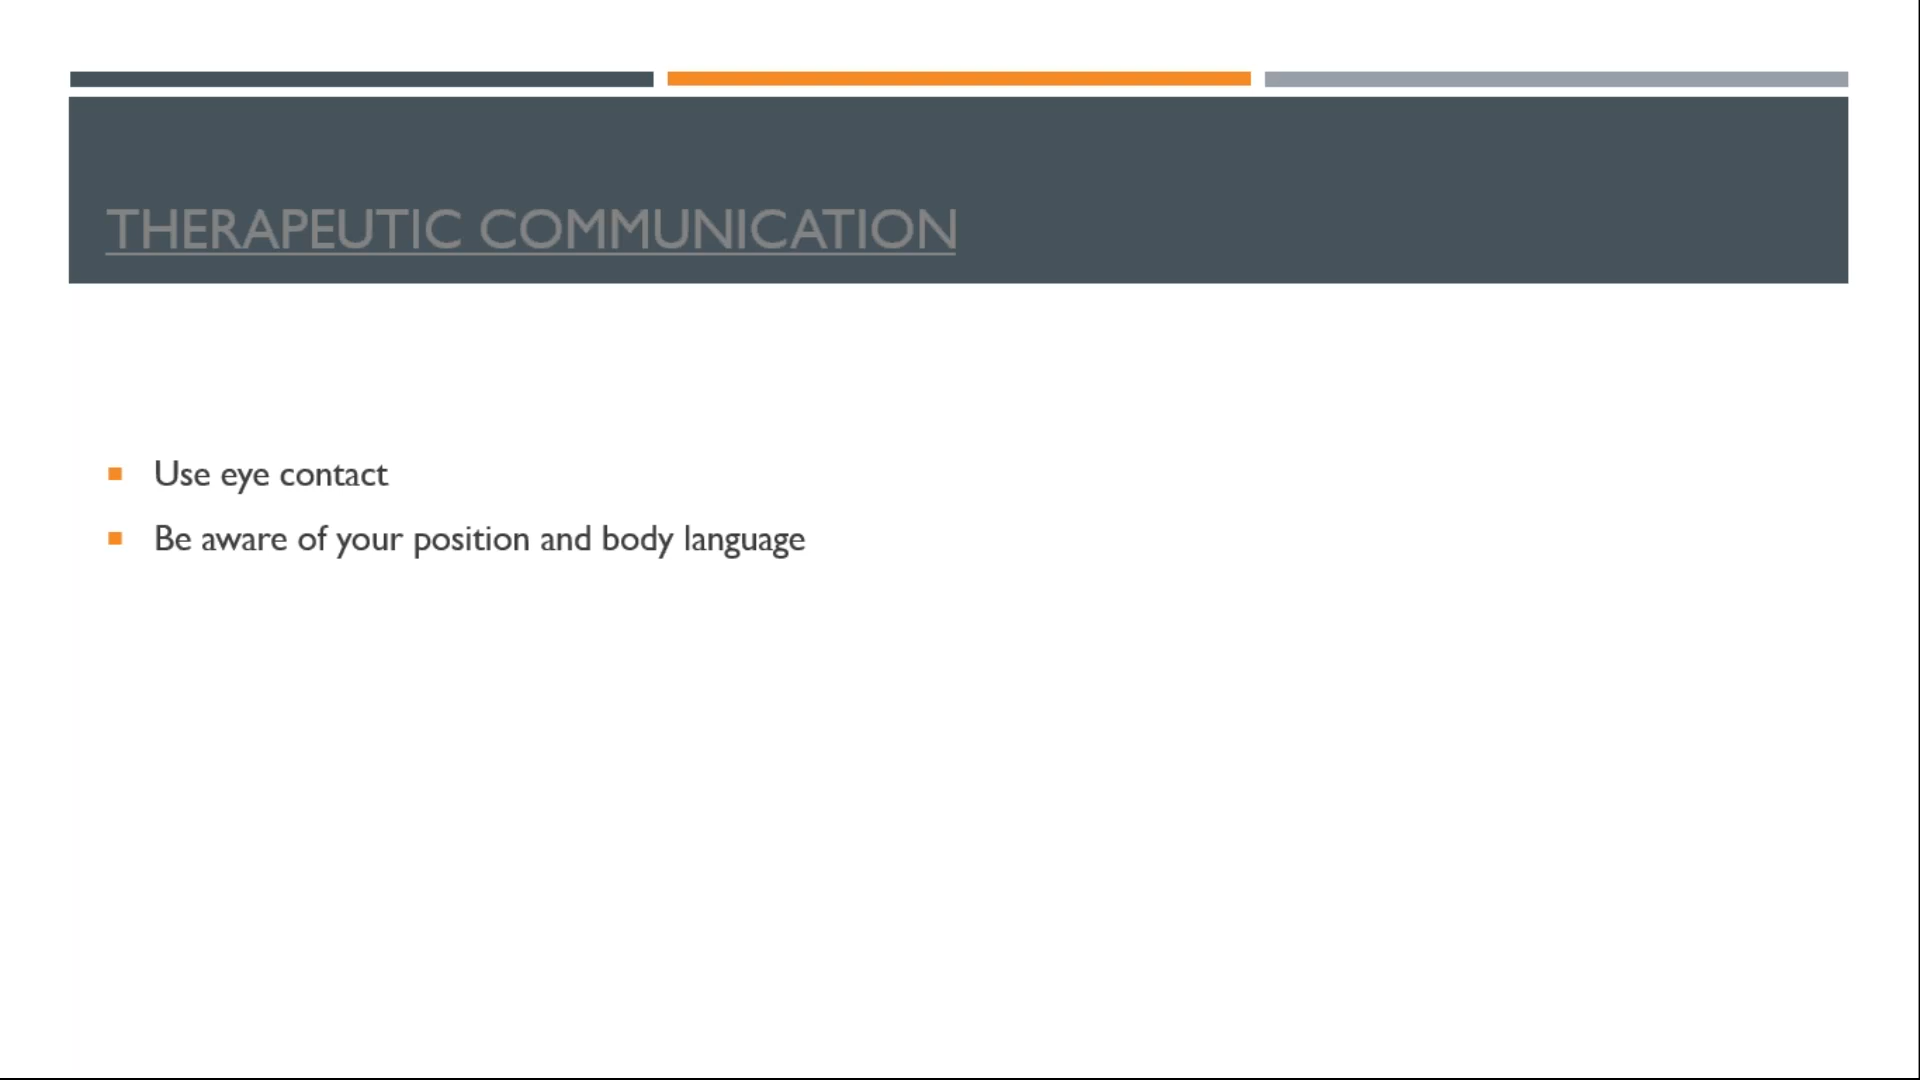 THERAPEUTIC COMMUNICATION
Use eye contact
Be aware of your position and body language